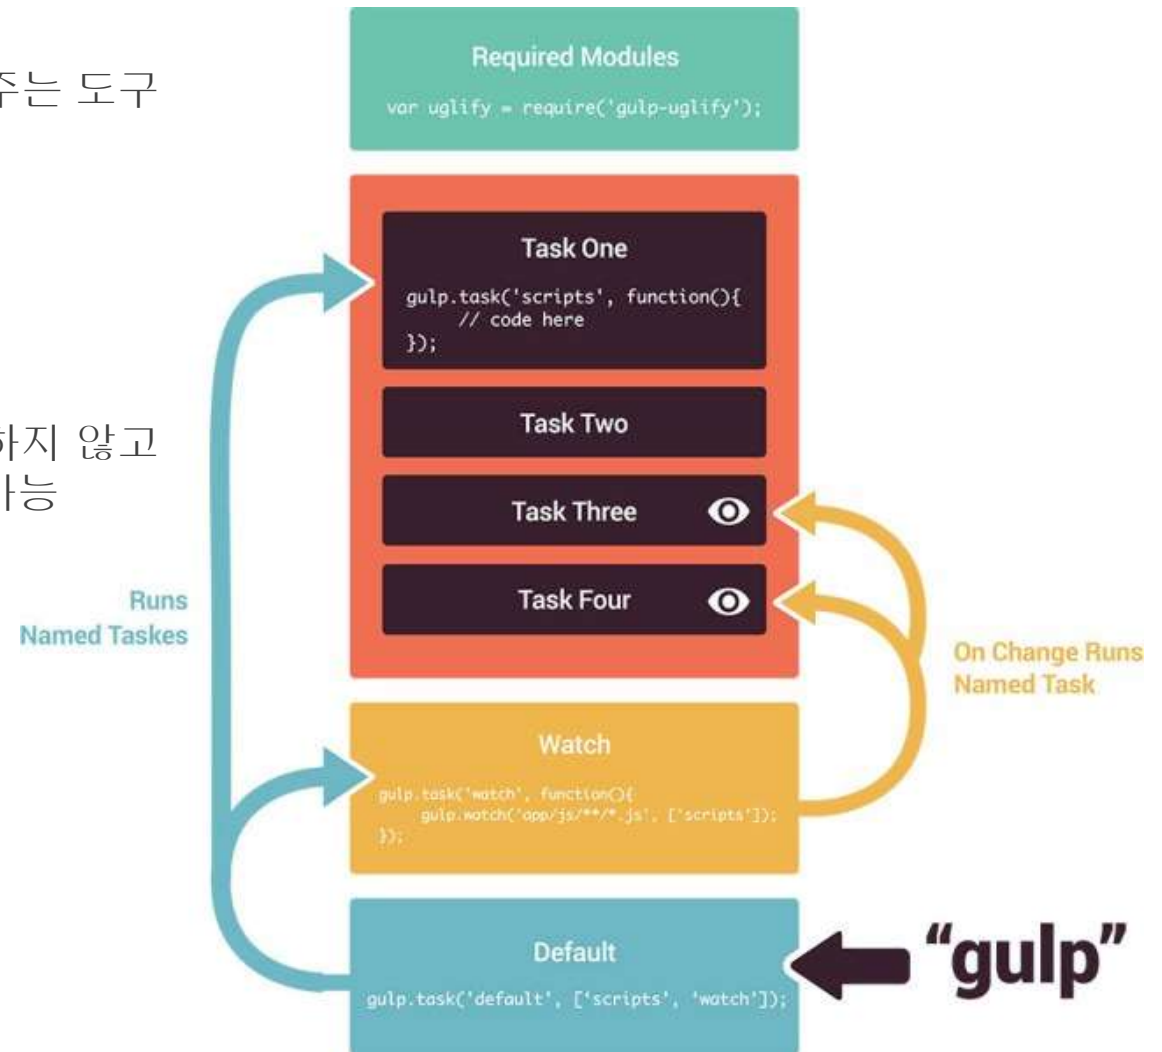 주는 도구
하지 않고
가능
Required Modules
var uglify = require('gulp-uglify');
Task One
gulp.task('scripts', function(){
// code here
});
Task Two
Task Three
Task Four
Runs
Named Taskes
On Change Runs
Named Task
Watch
gulp.task('watch', function(){
gulp.watch('app/js/**/*.js', ['scripts']);
});
Default
gulp.task('default', ['scripts', 'watch']);
“gulp”